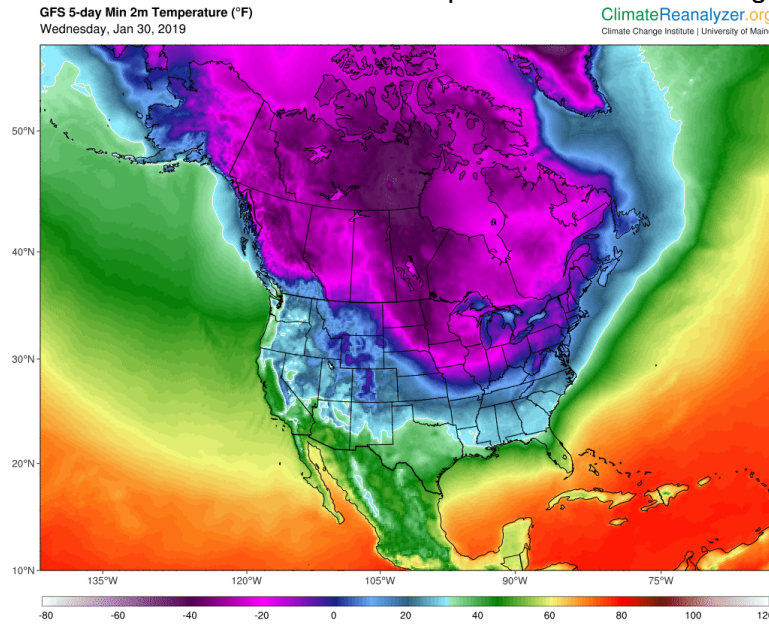 GFS 5-day Min 2m Temperature (°F)
Wednesday, Jan 30, 2019
ClimateReanalyzer.org
Climate Change Institute | University of Maine
50°N
40°N
30°N
20°N
10°N
135°W
120°W
105°W
90°W
75°W
-80
-60
-40
-20
0
20
40
60
80
100